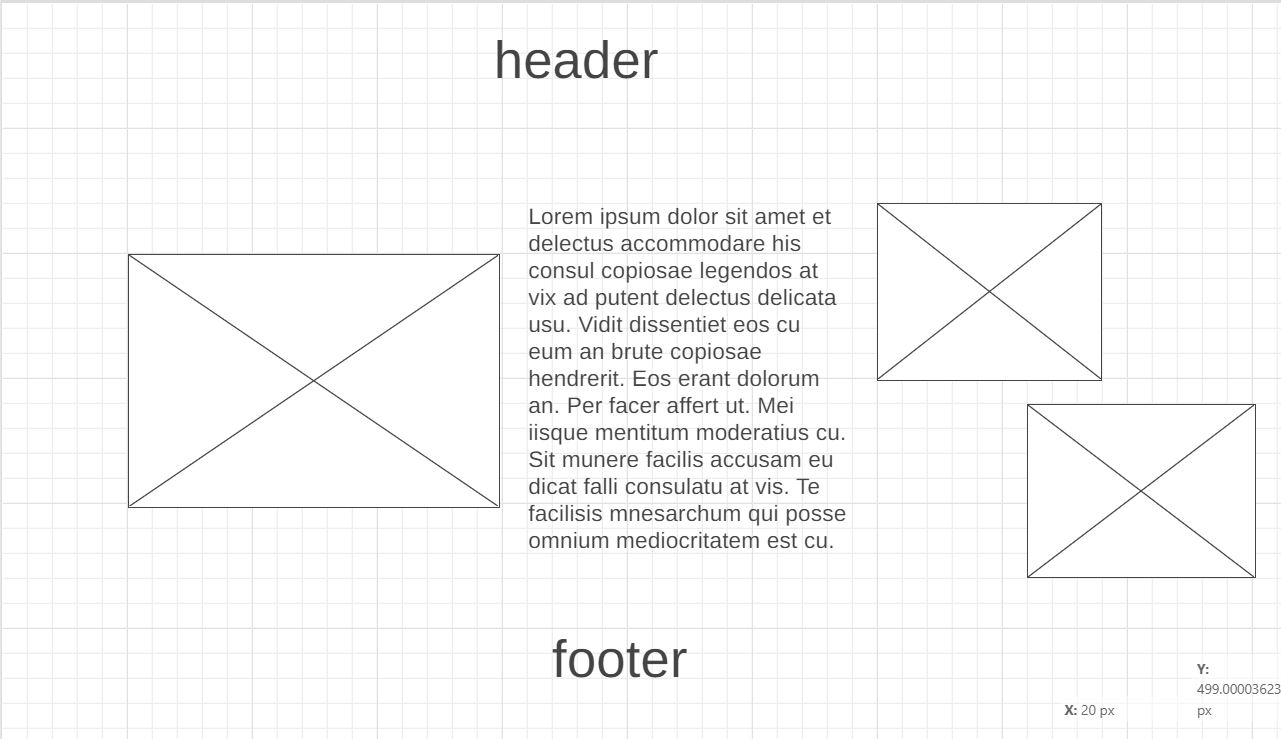 header
Lorem ipsum dolor sit amet et
delectus accommodare his
consul copiosae legendos at
vix ad putent delectus delicata
usu. Vidit dissentiet eos cu
eum an brute copiosae
hendrerit. Eos erant dolorum
an. Per facer affert ut. Mei
iisque mentitum moderatius cu.
Sit munere facilis accusam eu
dicat falli consulatu at vis. Te
facilisis mnesarchum qui posse
omnium mediocritatem est cu.
footer
X: 20 px
Y:
499.00003623
px